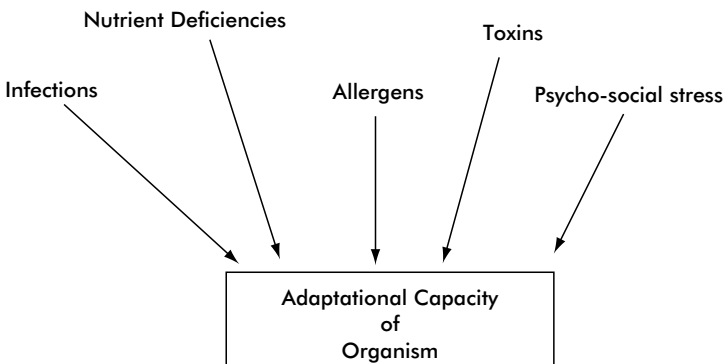 Nutrient Deficiencies
Toxins
Infections
Allergens
Psycho-social stress
Adaptational Capacity
of
Organism